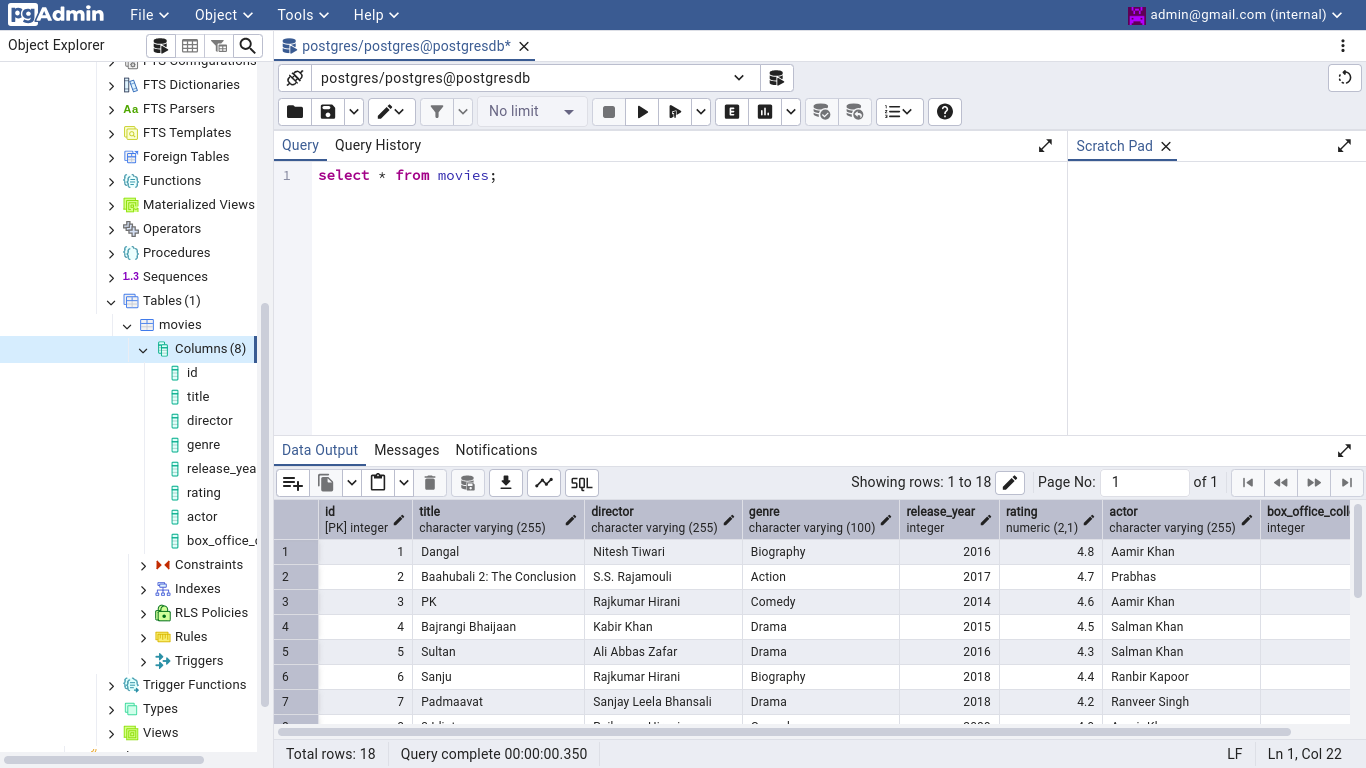 pgAdmin File Object Tools Help admin@gmail.com (internal)
Object Explorer
postgres/postgres@postgresdb*
postgres/postgres@postgresdb
No limit
E
Query Query History Scratch Pad
1 select * from movies;
FTS Configurations
FTS Dictionaries
Aa FTS Parsers
FTS Templates
Foreign Tables
Functions
Materialized Views
Operators
Procedures
1..3 Sequences
Tables (1)
movies
Columns (8)
id
title
director
genre
release_yea
rating
actor
box_office_c
Constraints
Indexes
RLS Policies
Rules
Triggers
Trigger Functions
Types
Views
Data Output Messages Notifications
SQL Showing rows: 1 to 18 Page No: 1 of 1
id title director genre release_year rating actor box_office_coll
[PK] integer character varying (255) character varying (255) character varying (100) integer numeric (2,1) character varying (255) integer
1 1 Dangal Nitesh Tiwari Biography 2016 4.8 Aamir Khan
2 2 Baahubali 2: The Conclusion S.S. Rajamouli Action 2017 4.7 Prabhas
3 3 PK Rajkumar Hirani Comedy 2014 4.6 Aamir Khan
4 4 Bajrangi Bhaijaan Kabir Khan Drama 2015 4.5 Salman Khan
5 5 Sultan Ali Abbas Zafar Drama 2016 4.3 Salman Khan
6 6 Sanju Rajkumar Hirani Biography 2018 4.4 Ranbir Kapoor
7 7 Padmaavat Sanjay Leela Bhansali Drama 2018 4.2 Ranveer Singh
Total rows: 18 Query complete 00:00:00.350 LF Ln 1, Col 22